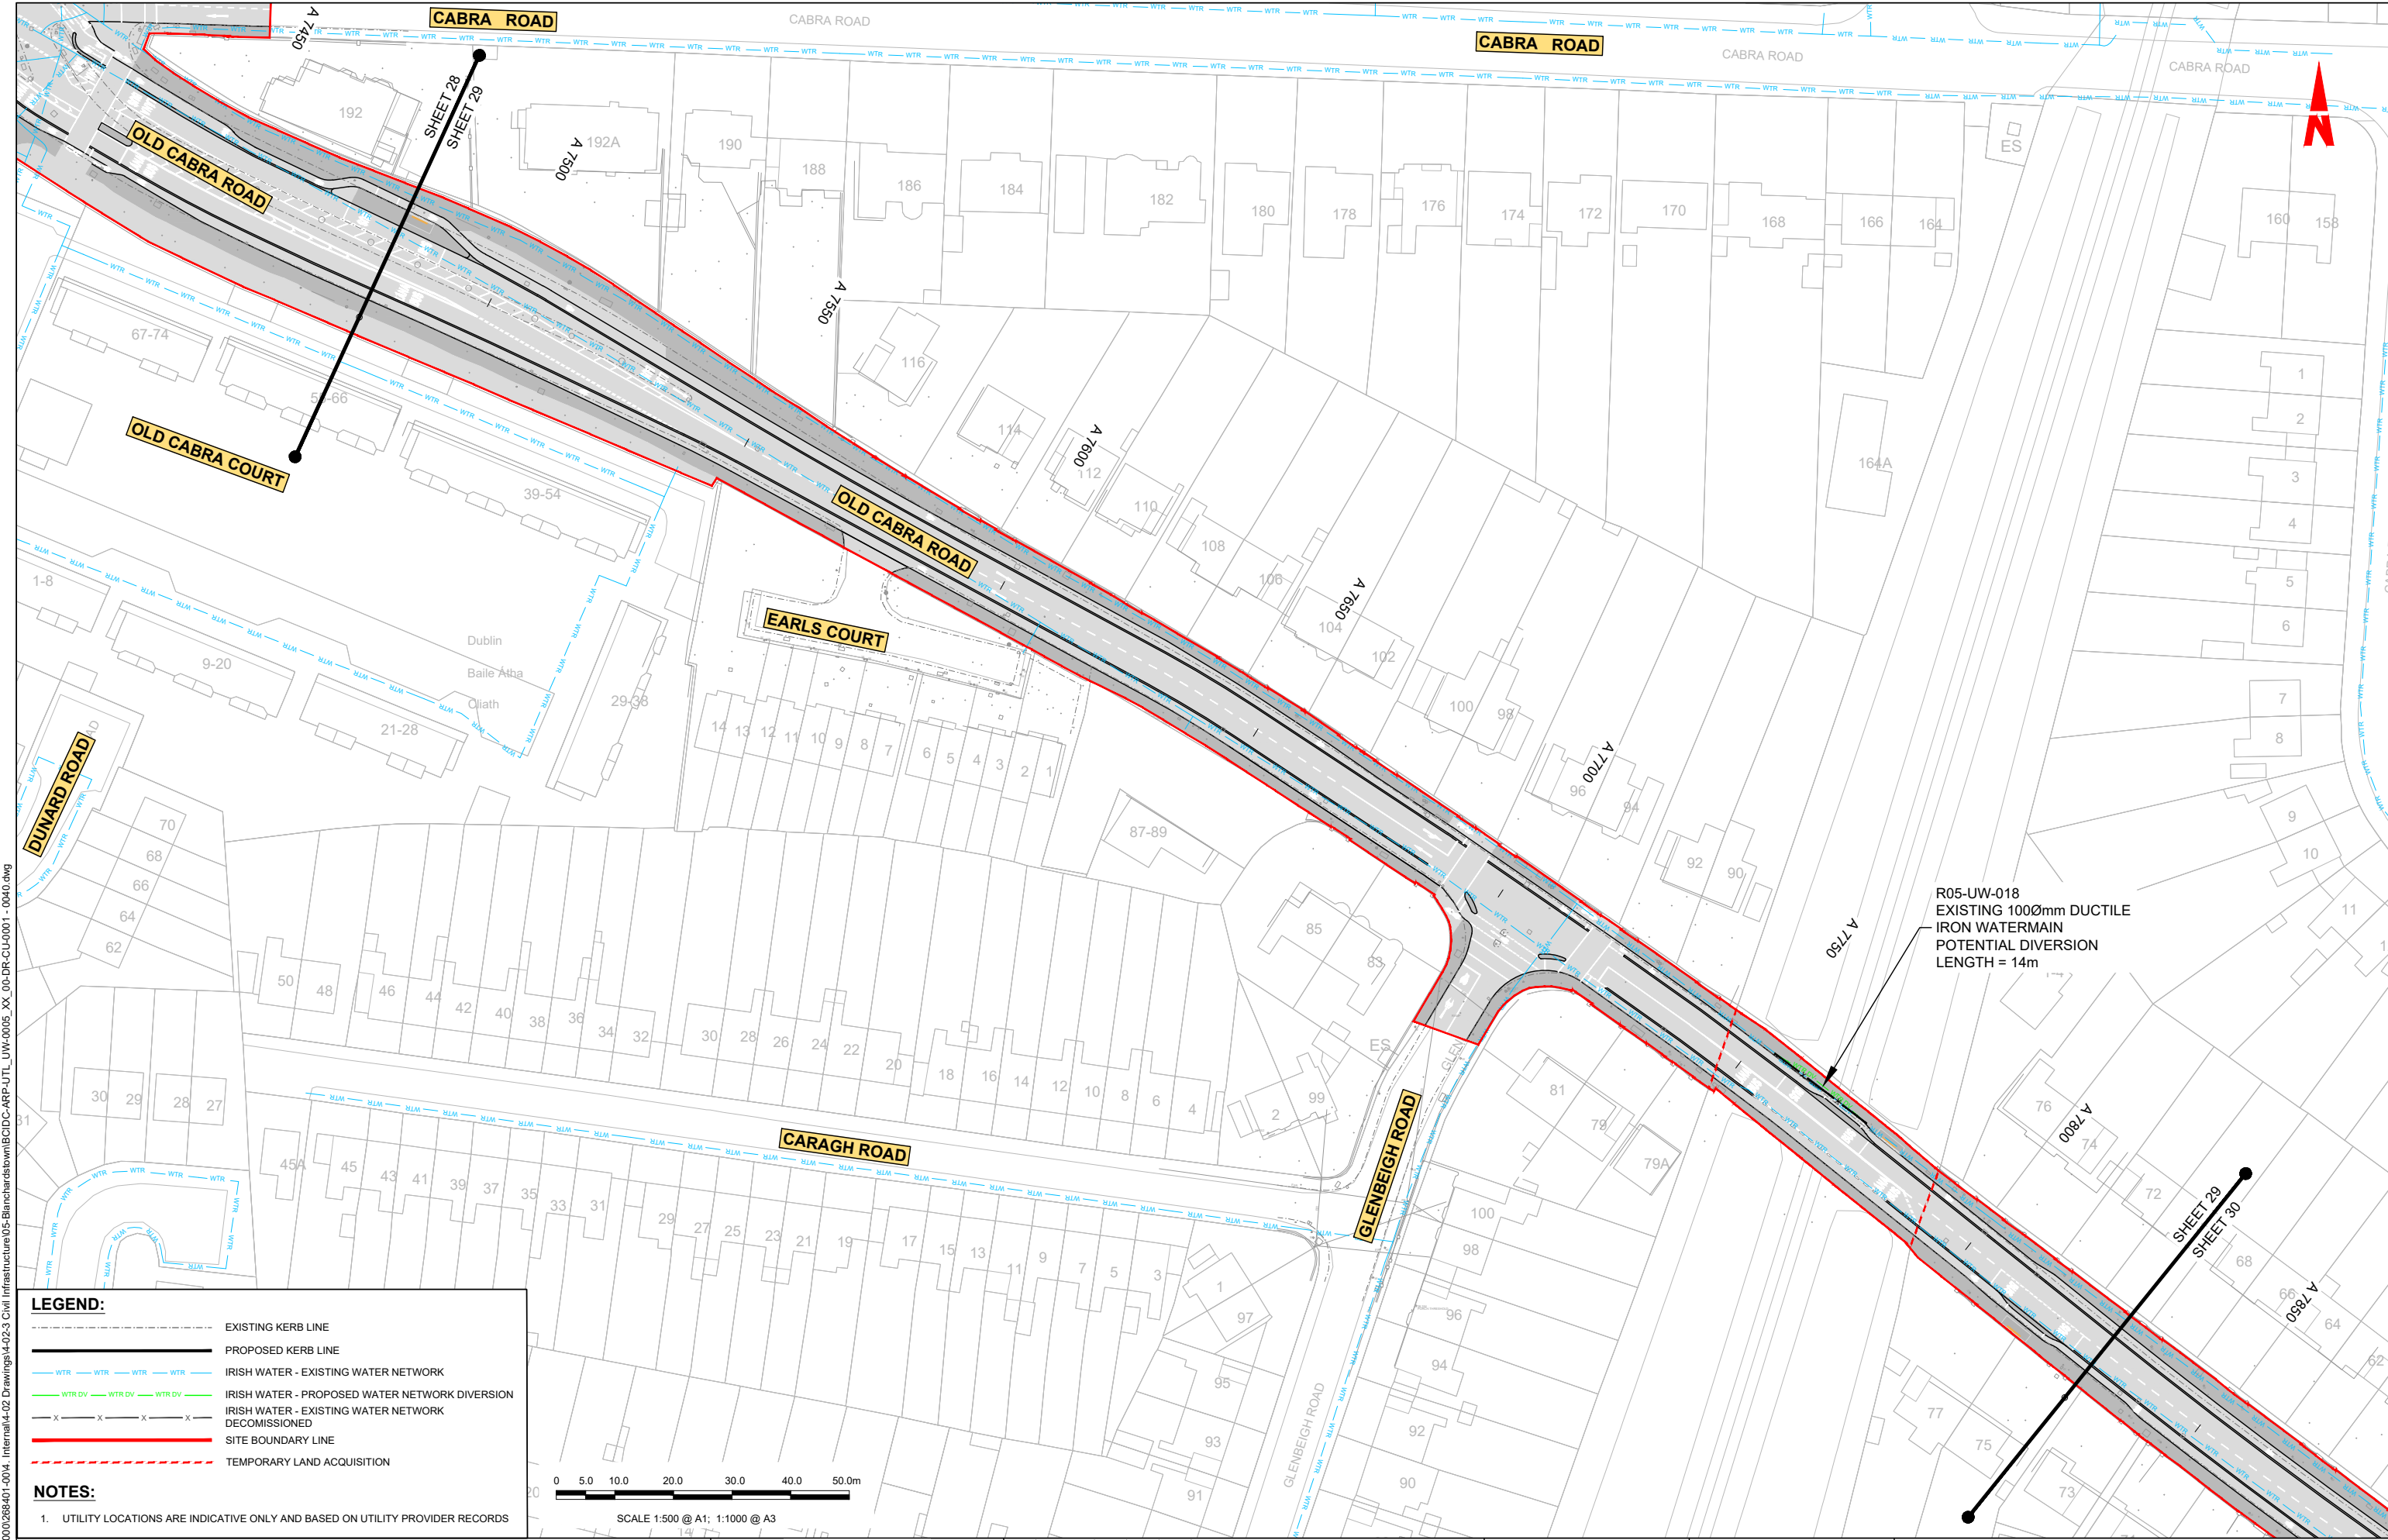 CABRA ROAD
CABRA ROAD
CABRA ROAD
CABRA ROAD
CABRA ROAD
A 7450
SHEET 28
SHEET 29
OLD CABRA ROAD
192
192A
A 7500
190
188
186
184
182
180
178
176
174
172
170
168
166
164
ES
160
158
N
A 7550
67-74
39-54
OLD CABRA COURT
116
114
112
A 7600
110
108
106
OLD CABRA ROAD
104
A 7650
102
100
98
164A
1
2
3
4
5
6
7
8
9
10
11
1-8
9-20
21-28
29-38
Dublin
Baile Átha
Cliath
EARLS COURT
14
13
12
11
10
9
8
7
6
5
4
3
2
1
DUNARD ROAD
70
68
66
64
62
87-89
A 7700
96
94
92
90
A 7750
R05-UW-018
EXISTING 100Ømm DUCTILE
IRON WATERMAIN
POTENTIAL DIVERSION
LENGTH = 14m
85
83
50
48
46
44
42
40
38
36
34
32
30
28
26
24
22
20
18
16
14
12
10
8
6
4
2
99
ES
81
79
79A
76
74
A 7800
72
30
29
28
27
31
CARAGH ROAD
GLENBEIGH ROAD
45A
45
43
41
39
37
35
33
31
29
27
25
23
21
19
17
15
13
11
9
7
5
3
1
97
95
93
91
100
98
96
94
92
90
GLENBEIGH ROAD
SHEET 29
SHEET 30
68
66
64
62
A 7850
77
75
73
LEGEND:
EXISTING KERB LINE
PROPOSED KERB LINE
WTR WTR WTR WTR IRISH WATER - EXISTING WATER NETWORK
WTR DV WTR DV WTR DV IRISH WATER - PROPOSED WATER NETWORK DIVERSION
X X X X IRISH WATER - EXISTING WATER NETWORK
DECOMISSIONED
SITE BOUNDARY LINE
TEMPORARY LAND ACQUISITION
NOTES:
1. UTILITY LOCATIONS ARE INDICATIVE ONLY AND BASED ON UTILITY PROVIDER RECORDS
0 5.0 10.0 20.0 30.0 40.0 50.0m
SCALE 1:500 @ A1; 1:1000 @ A3